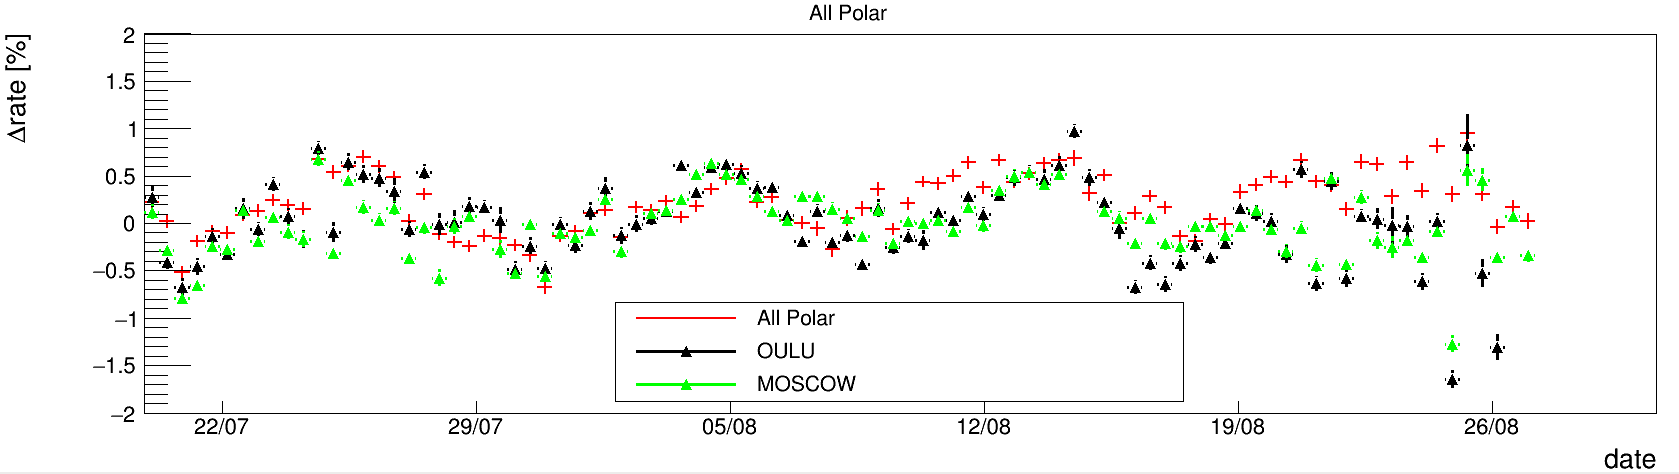 All Polar
Δrate [%]
2
1.5
1
0.5
0
−0.5
−1
−1.5
−2
All Polar
OULU
MOSCOW
22/07 29/07 05/08 12/08 19/08 26/08
date